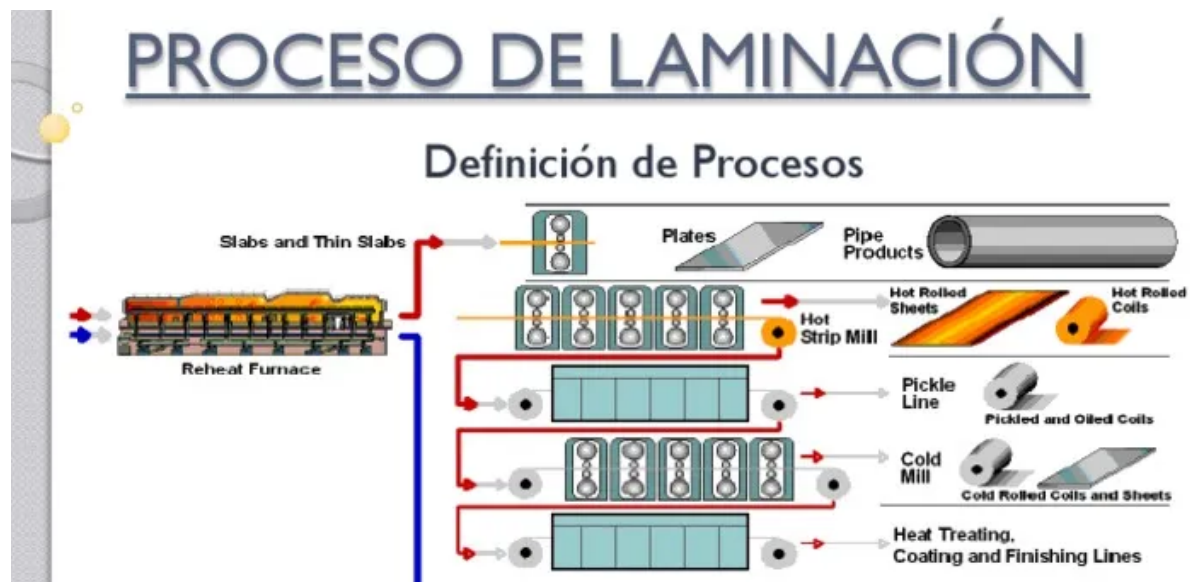 PROCESO DE LAMINACIÓN
Definición de Procesos
Slabs and Thin Slabs
Plates
Pipe
Products
Reheat Furnace
Hot
Strip Mill
Hot Rolled
Sheets
Hot Rolled
Coils
Pickle
Line
Pickled and Oiled Coils
Cold
Mill
Cold Rolled Coils and Sheets
Heat Treating,
Coating and Finishing Lines